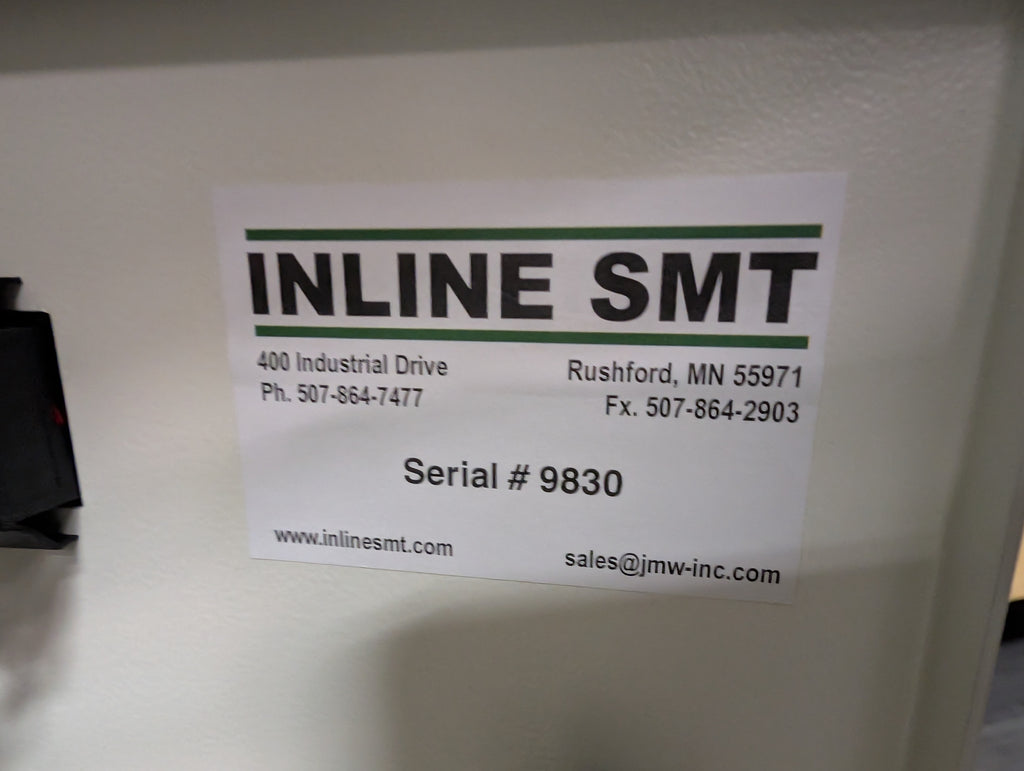 INLINE SMT
400 Industrial Drive Rushford, MN 55971
Ph. 507-864-7477 Fx. 507-864-2903
Serial # 9830
www.inlinesmt.com sales@jmw-inc.com